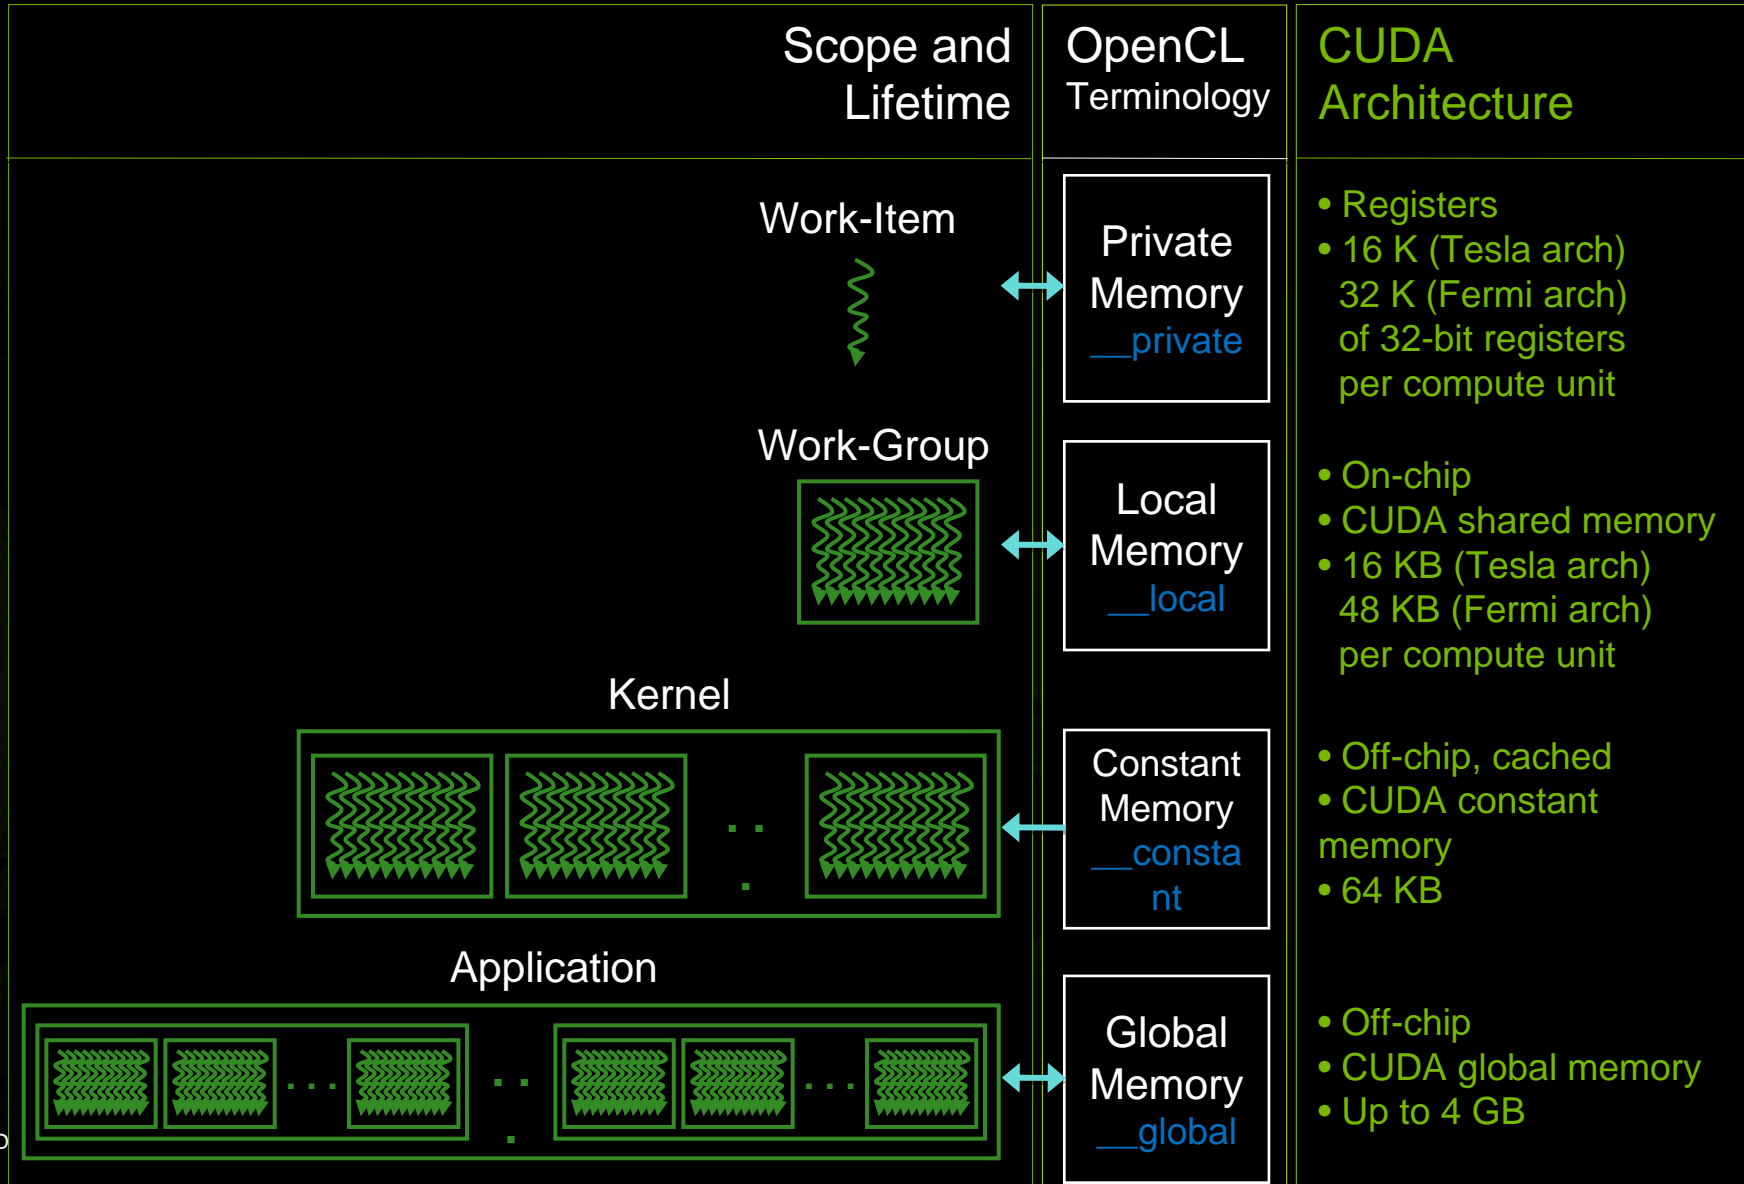 Scope and
Lifetime
OpenCL
Terminology
CUDA
Architecture
Work-Item
Private
Memory
__private
• Registers
• 16 K (Tesla arch)
32 K (Fermi arch)
of 32-bit registers
per compute unit
Work-Group
Local
Memory
__local
• On-chip
• CUDA shared memory
• 16 KB (Tesla arch)
48 KB (Fermi arch)
per compute unit
Kernel
. .
.
Constant
Memory
__consta
nt
• Off-chip, cached
• CUDA constant
memory
• 64 KB
Application
. . . . . . . .
.
Global
Memory
__global
• Off-chip
• CUDA global memory
• Up to 4 GB